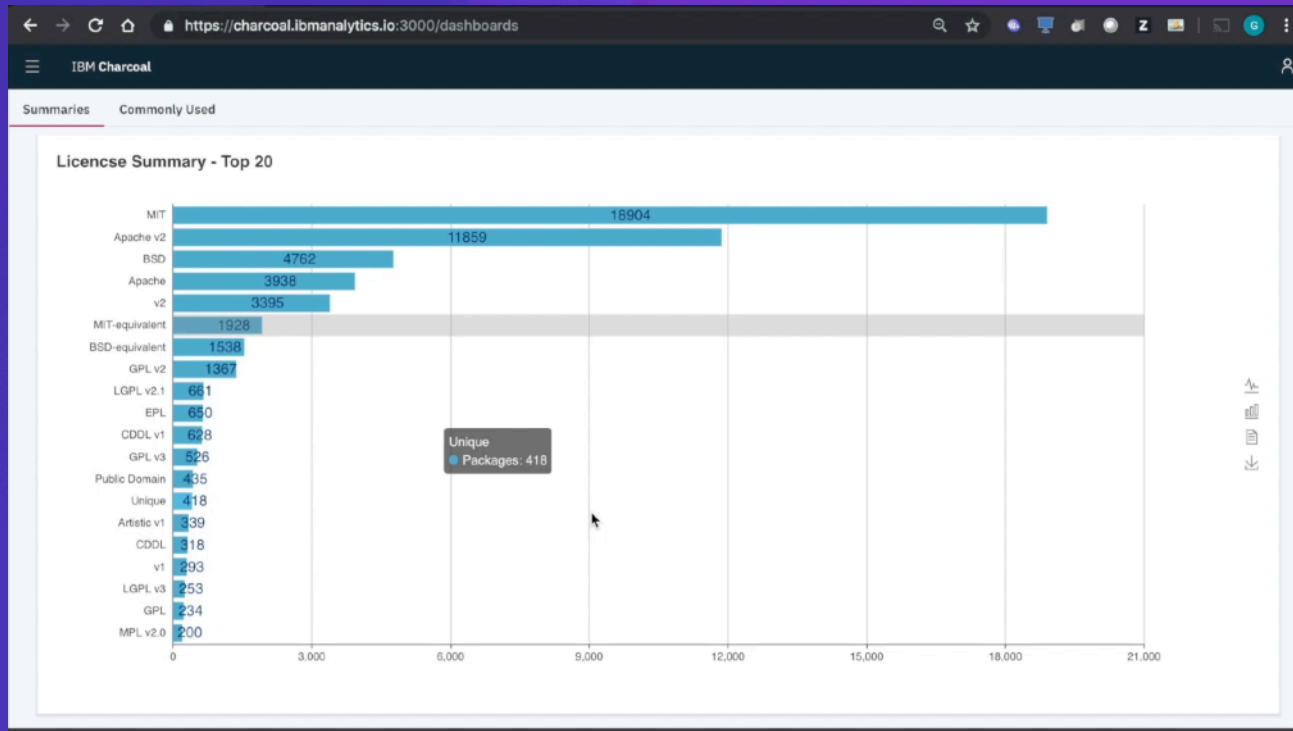 https://charcoal.ibmanalytics.io:3000/dashboards
Z
G
IBM Charcoal
Summaries Commonly Used
Licencse Summary - Top 20
MIT 18904
Apache v2 11859
BSD 4762
Apache 3938
v2 3395
MIT-equivalent 1928
BSD-equivalent 1538
GPL v2 1367
LGPL v2.1 661
EPL 650
CDDL v1 628
GPL v3 526
Public Domain 435
Unique 418
Artistic v1 339
CDDL 318
v1 293
LGPL v3 253
GPL 234
MPL v2.0 200
Unique
Packages: 418
0 3,000 6,000 9,000 12,000 15,000 18,000 21,000